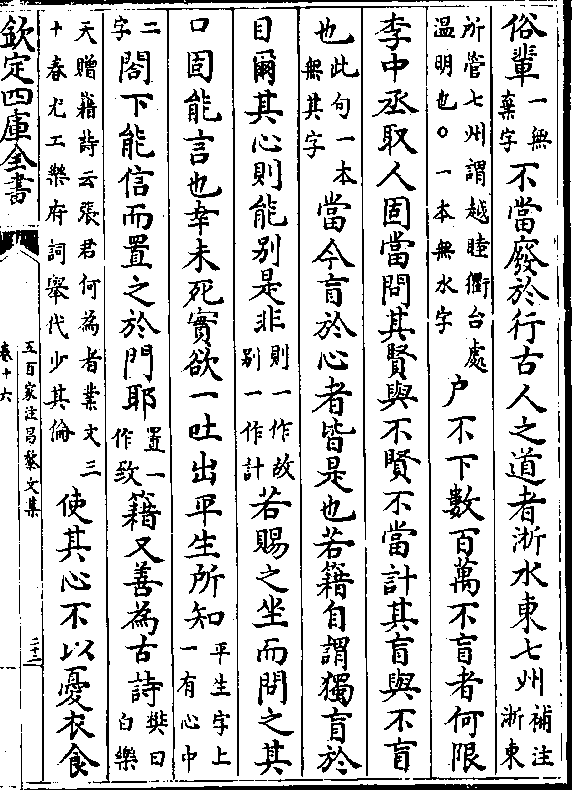 俗輩一無輩字不當廢於行古人之道者浙水東七州補注浙東
所管七州謂越睦衢台處温明也○一本無水字戶不下數百萬不盲者何限
李中丞取人固當問其賢與不賢不當計其盲與不盲
也此句一本無其字當今盲於心者皆是也若籍自謂獨盲於
目爾其心則能別是非則一作故別一作計若賜之坐而問之其
口固能言也幸未死實欲一吐出平生所知平生字上一有心中
二字閤下能信而置之於門耶置一作致籍又善為古詩樊曰白樂
天贈籍詩云張君何為者業文三十春尤工樂府詞舉代少其倫使其心不以憂衣食
欽定四庫全書
五百家注昌黎文集
卷十六
二十二